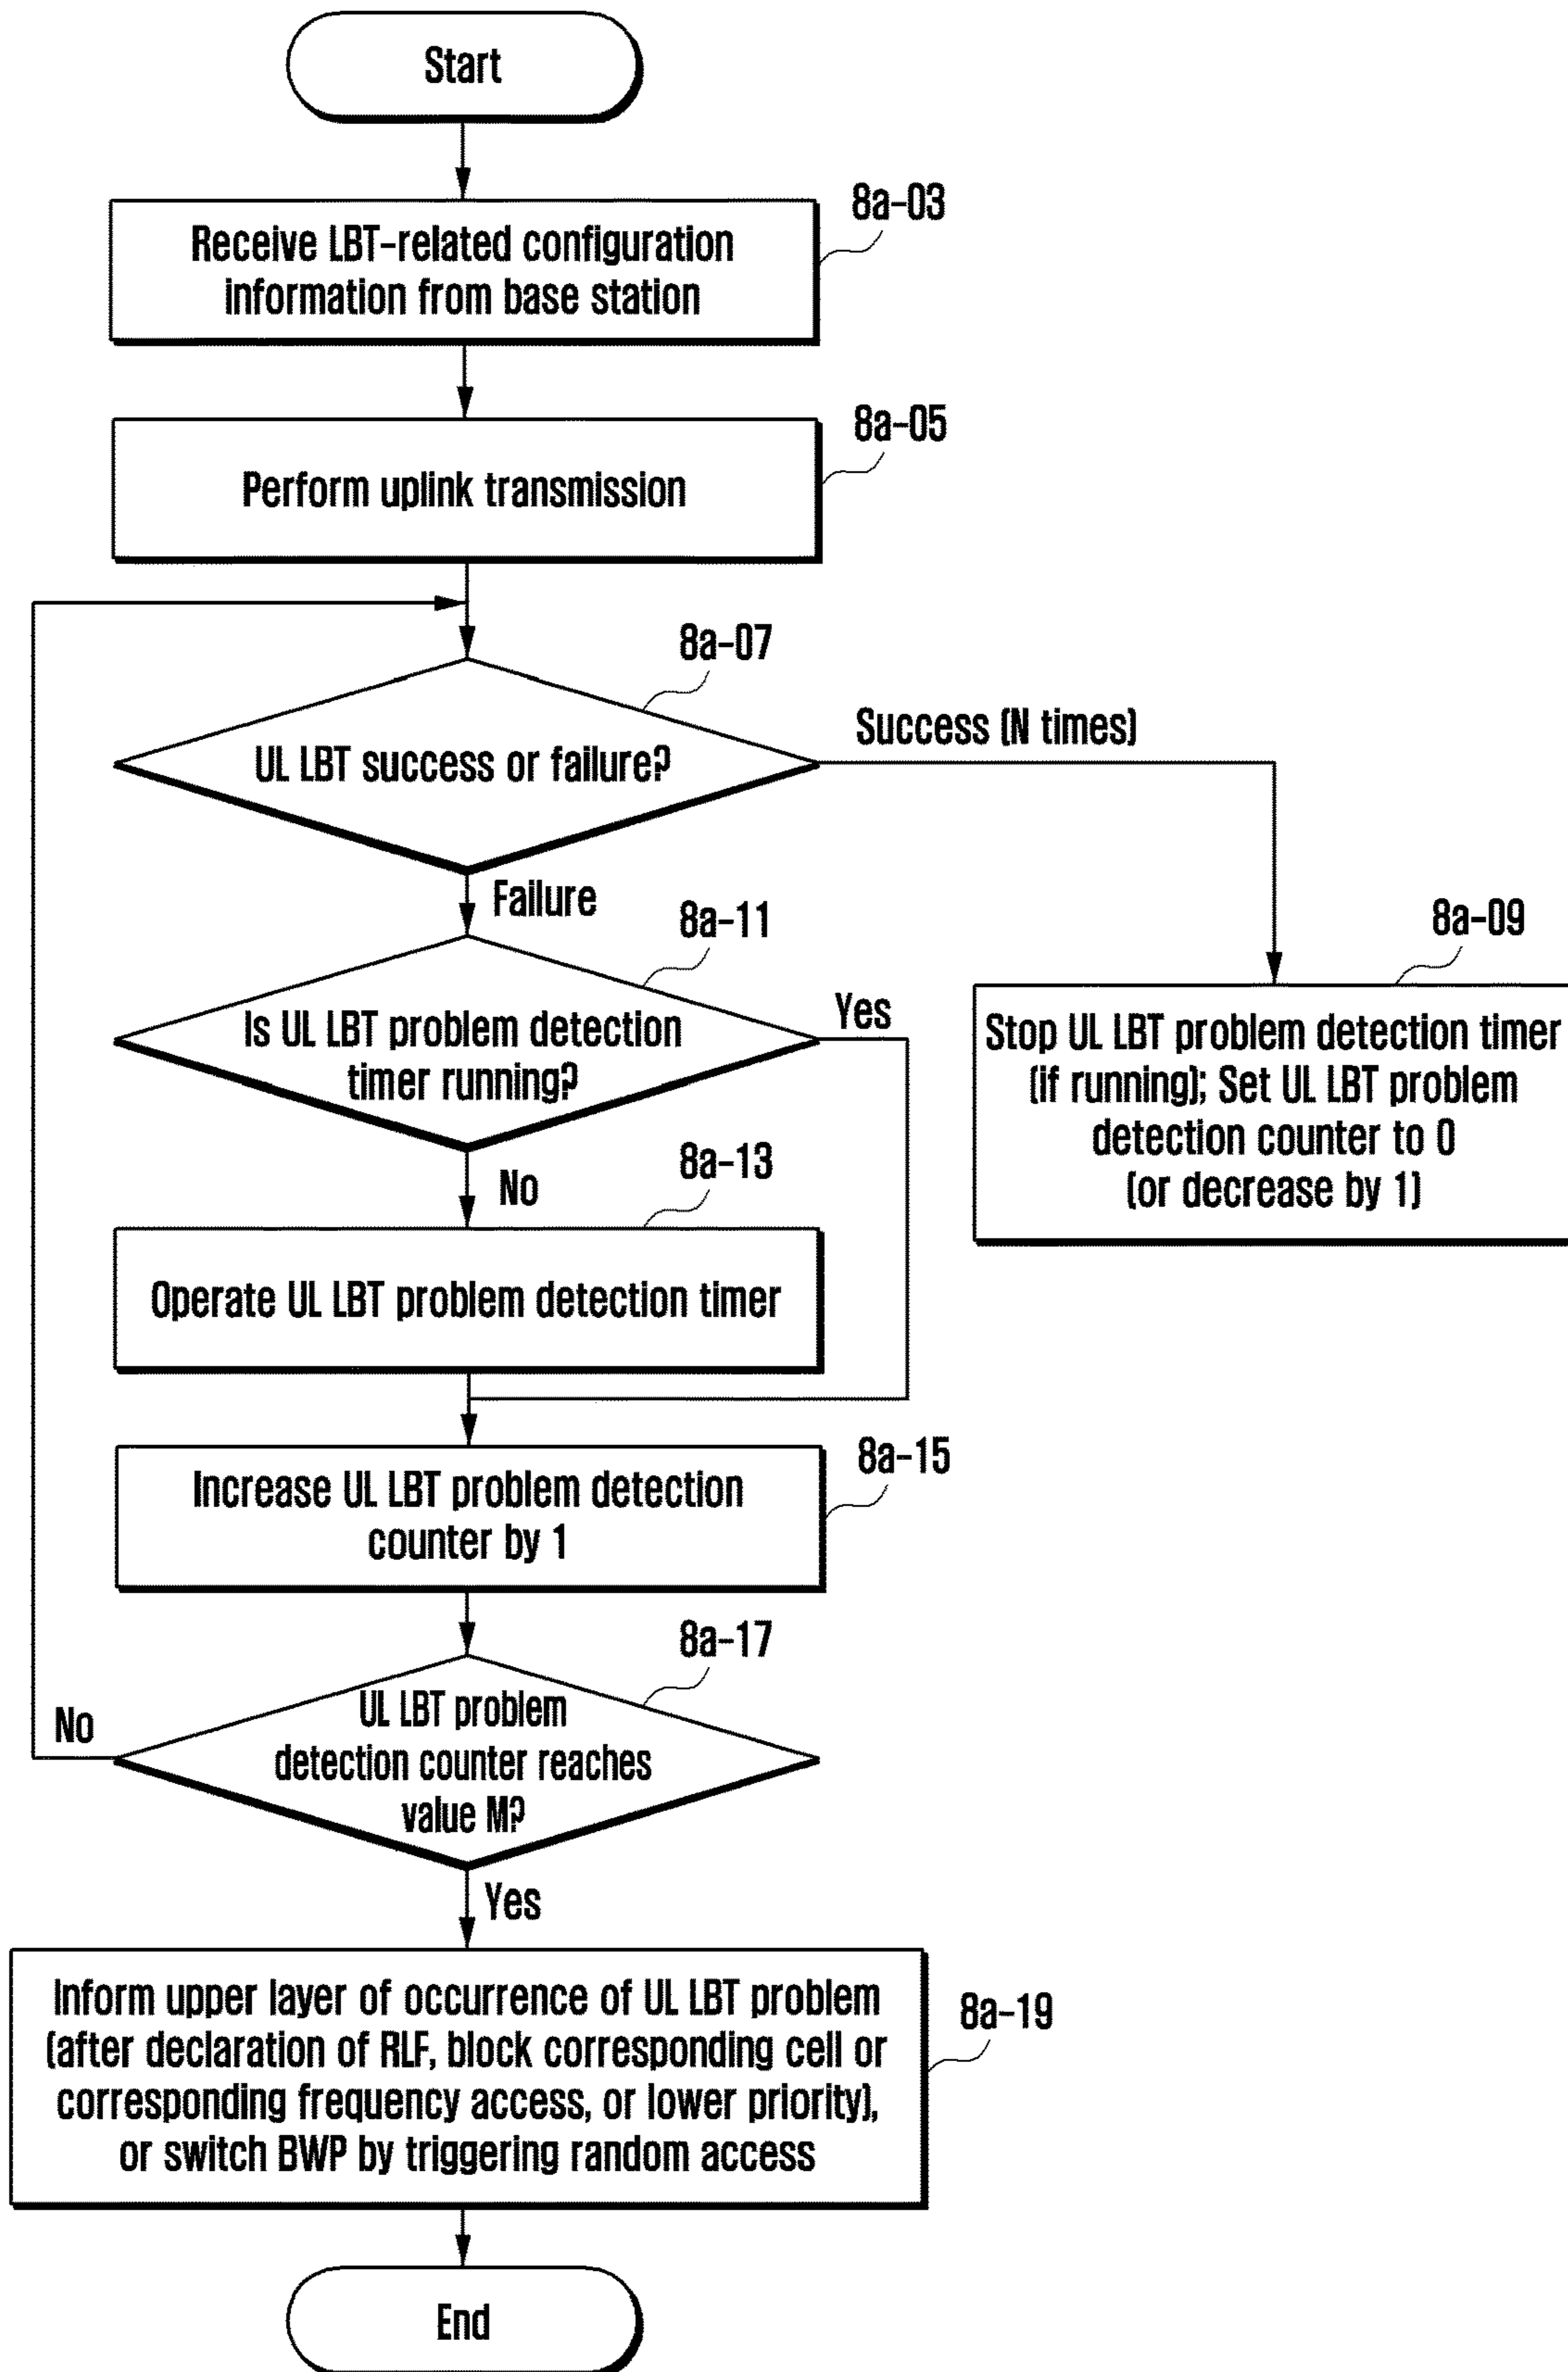 Start
8a-03
Receive LBT-related configuration
information from base station
8a-05
Perform uplink transmission
8a-07
UL LBT success or failure?
Success (N times)
Failure
8a-11
Is UL LBT problem detection
timer running?
Yes
8a-09
Stop UL LBT problem detection timer
(if running); Set UL LBT problem
detection counter to 0
(or decrease by 1)
No
8a-13
Operate UL LBT problem detection timer
8a-15
Increase UL LBT problem detection
counter by 1
8a-17
UL LBT problem
detection counter reaches
value M?
No
Yes
8a-19
Inform upper layer of occurrence of UL LBT problem
(after declaration of RLF, block corresponding cell or
corresponding frequency access, or lower priority),
or switch BWP by triggering random access
End